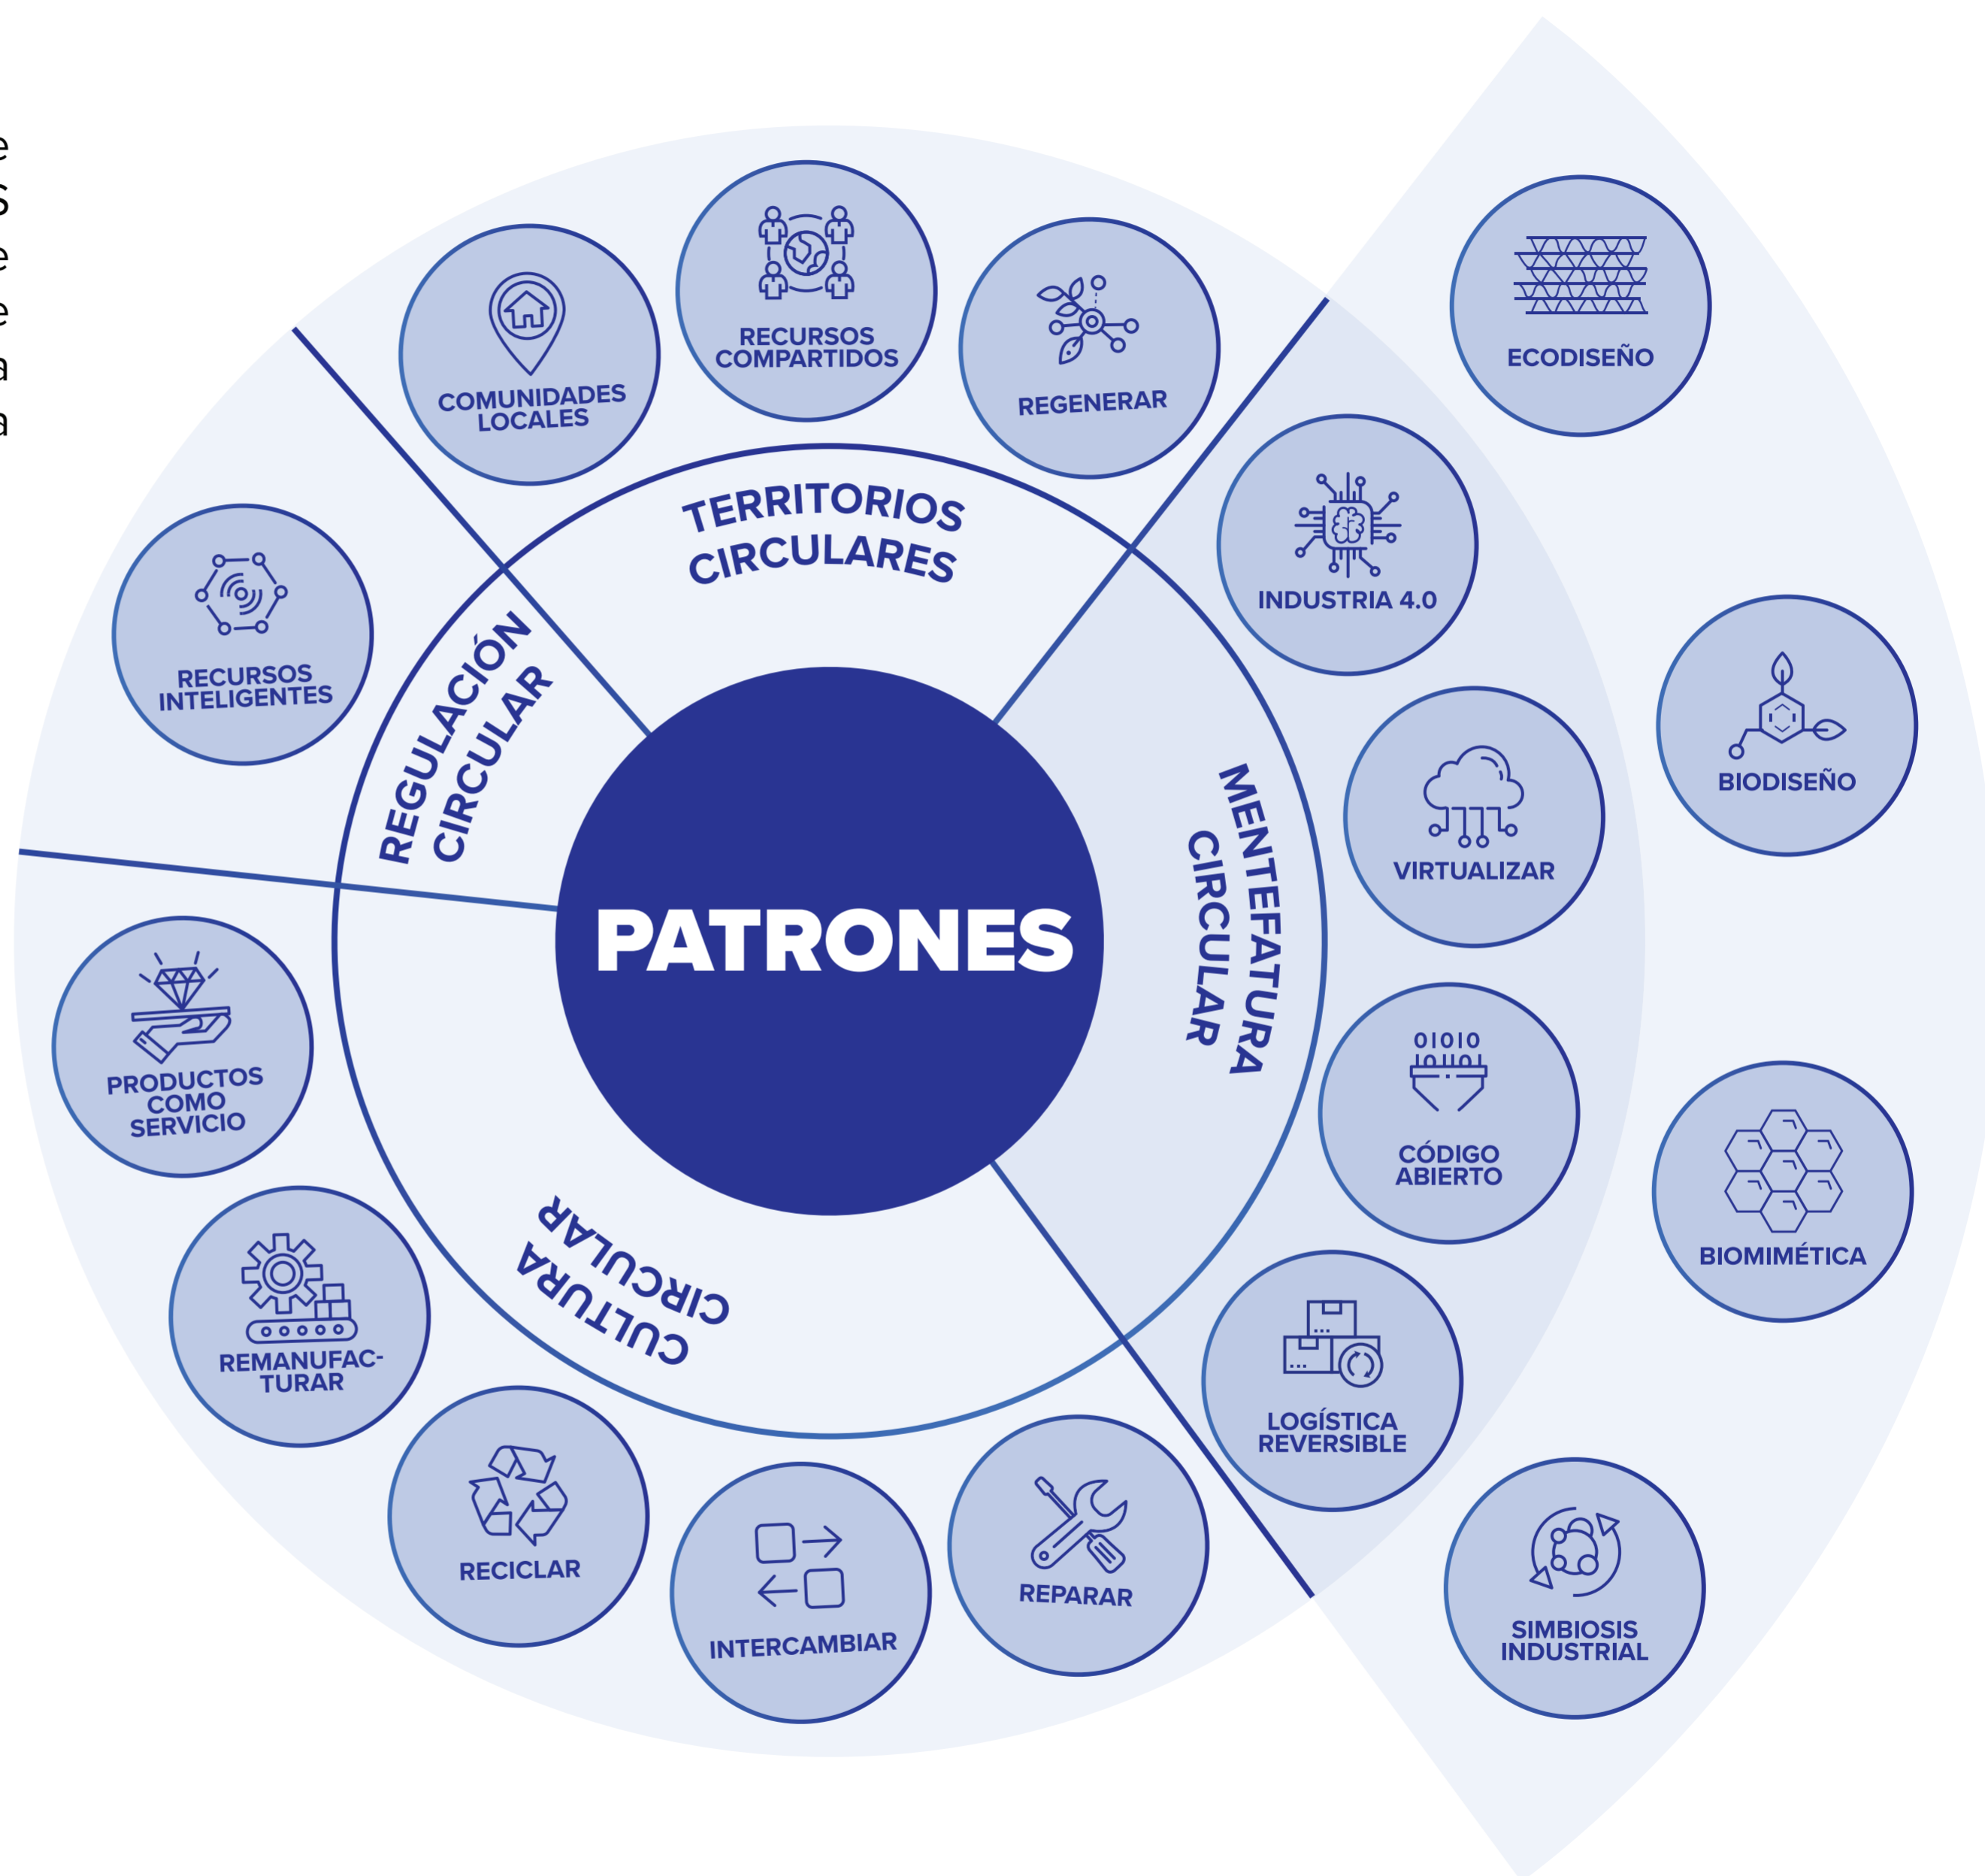 e
s
e
e
a
a
PATRONES
TERRITORIOS
CIRCULARES
COMUNIDADES
LOCALES
RECURSOS
COMPARTIDOS
REGENERAR
MENTEFATURA
CIRCULAR
INDUSTRIA 4.0
VIRTUALIZAR
CÓDIGO
ABIERTO
01010
LOGÍSTICA
REVERSIBLE
ECODISEÑO
BIODISEÑO
BIOMIMÉTICA
SIMBIOSIS
INDUSTRIAL
CULTURA
CIRCULAR
REPARAR
INTERCAMBIAR
RECICLAR
REMANUFAC-
TURAR
PRODUCTOS
COMO
SERVICIO
REGULACIÓN
CIRCULAR
RECURSOS
INTELIGENTES